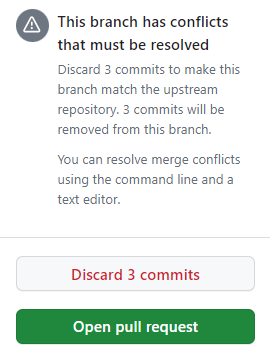 This branch has conflicts
that must be resolved
Discard 3 commits to make this
branch match the upstream
repository. 3 commits will be
removed from this branch.
You can resolve merge conflicts
using the command line and a
text editor.
Discard 3 commits
Open pull request